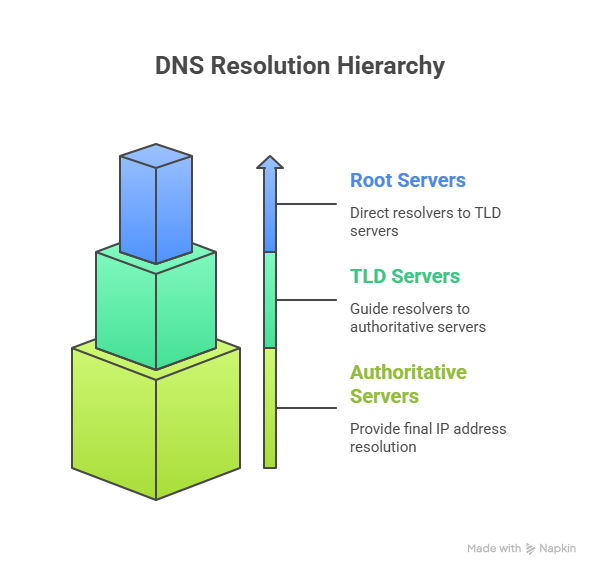 DNS Resolution Hierarchy
Root Servers
Direct resolvers to TLD
servers
TLD Servers
Guide resolvers to
authoritative servers
Authoritative
Servers
Provide final IP address
resolution
Made with Napkin